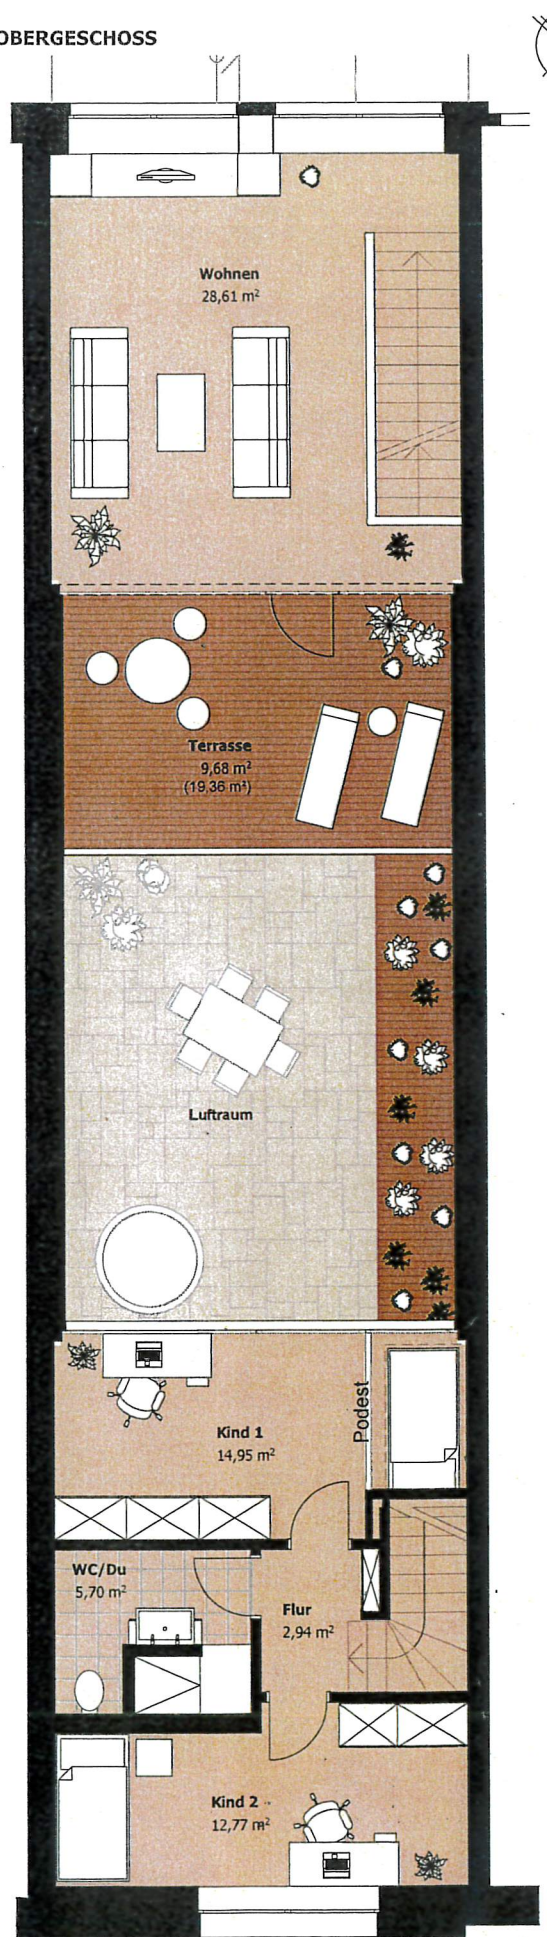 OBERGESCHOSS
Wohnen
28,61 m²
Terrasse
9,68 m²
(19,36 m²)
Luftraum
Podest
Kind 1
14,95 m²
WC/Du
5,70 m²
Flur
2,94 m²
Kind 2
12,77 m²